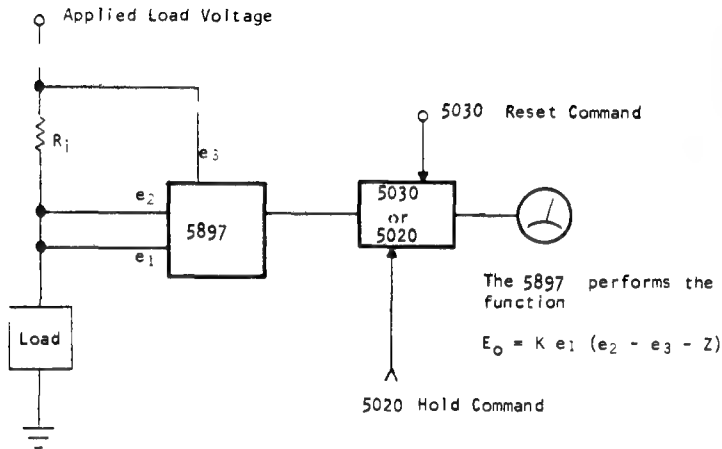 Applied Load Voltage
5030 Reset Command
Ri
e3
e2
5897
e1
5030
or
5020
The 5897 performs the
function
Load
Eo = K e1 (e2 - e3 - Z)
5020 Hold Command